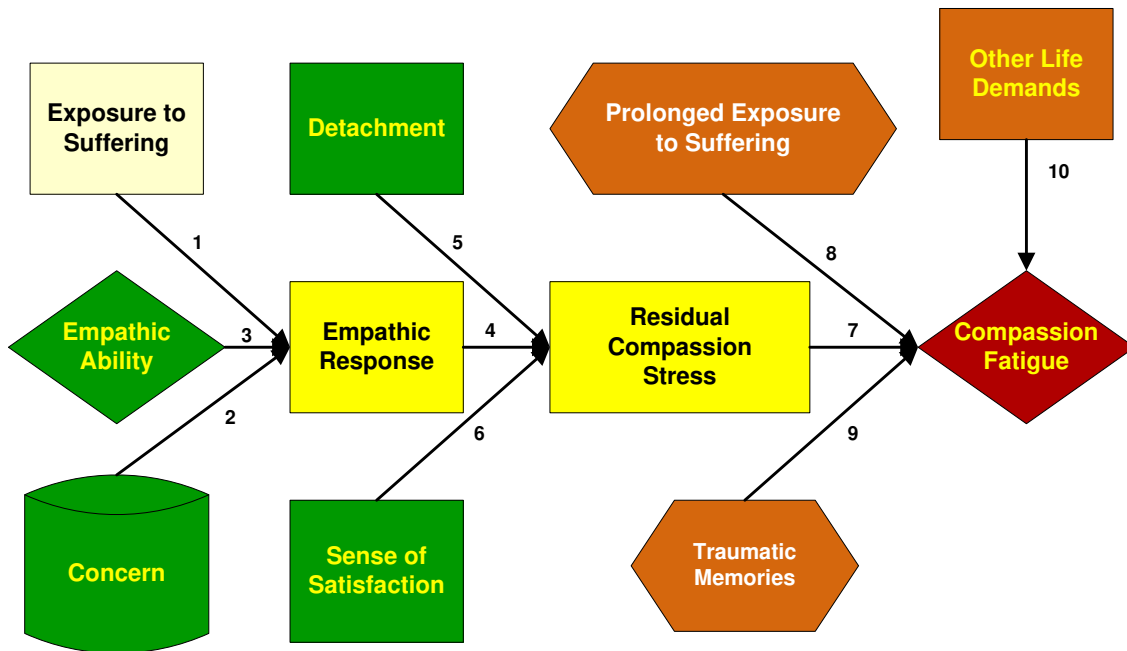 Exposure to
Suffering
Detachment
Prolonged Exposure
to Suffering
Other Life
Demands
10
1
5
8
Empathic
Ability
3
Empathic
Response
4
Residual
Compassion
Stress
7
Compassion
Fatigue
2
6
9
Concern
Sense of
Satisfaction
Traumatic
Memories